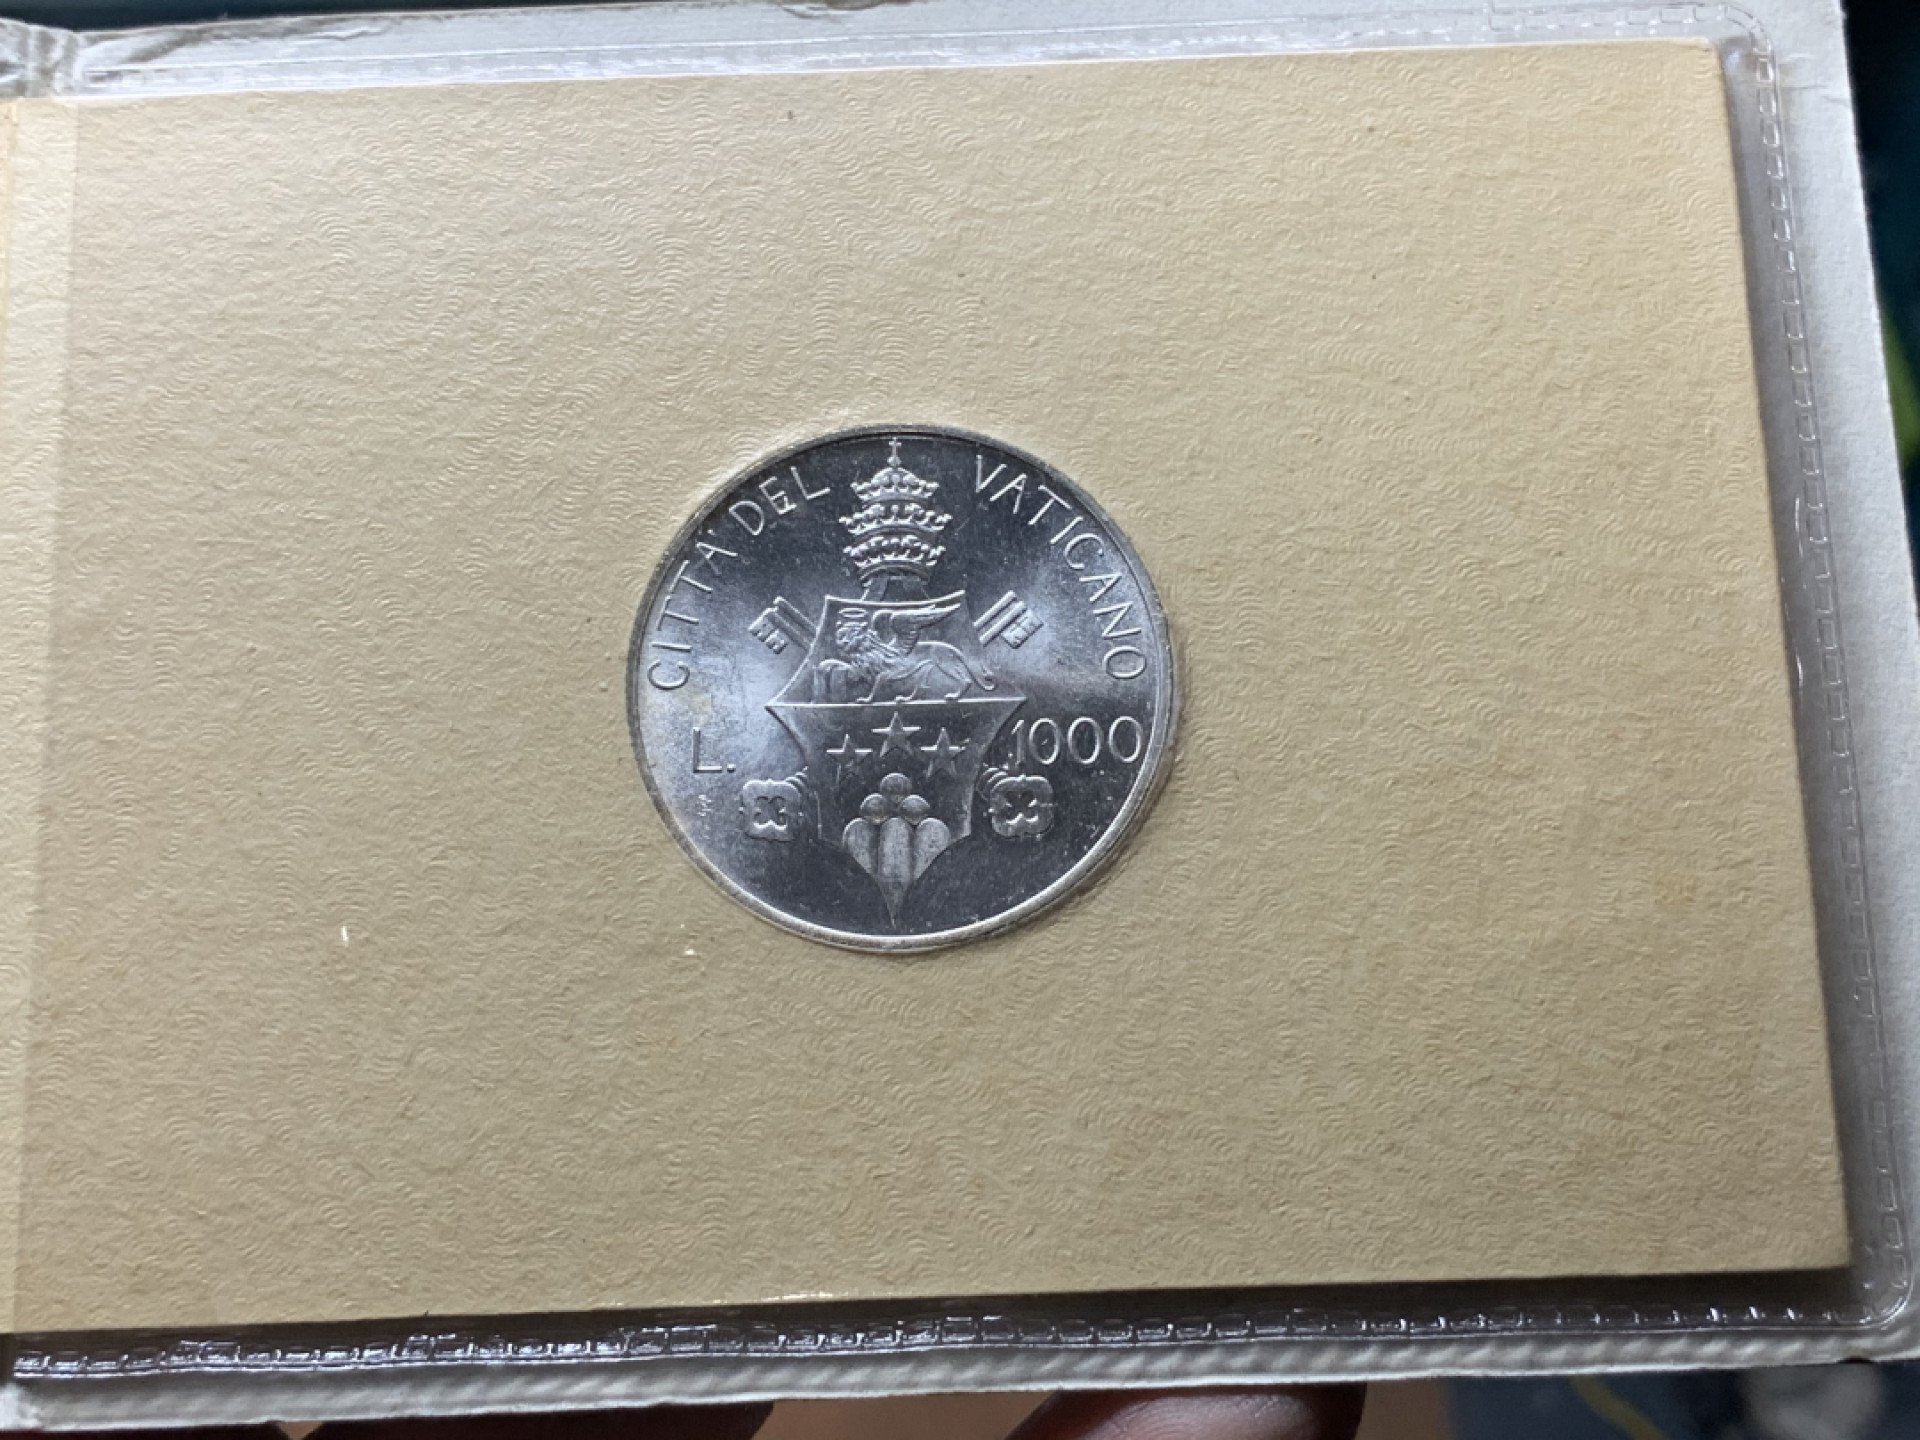 CITTA' DEL VATICANO
L. 1000